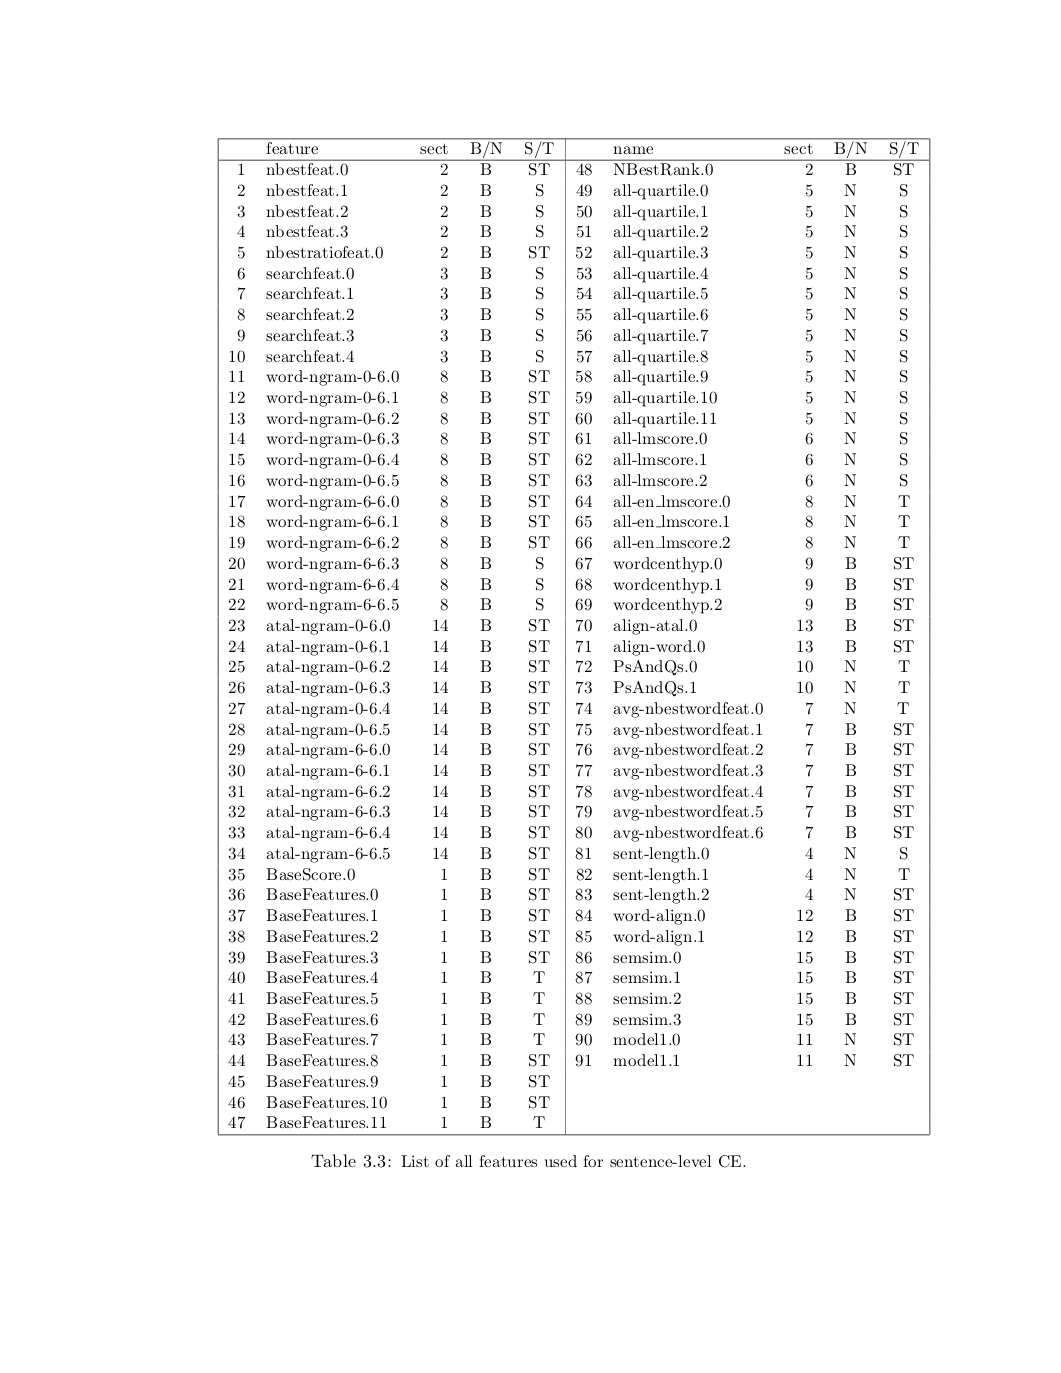 feature sect B/N S/T name sect B/N S/T
1 nbestfeat.0 2 B ST 48 NBestRank.0 2 B ST
2 nbestfeat.1 2 B S 49 all-quartile.0 5 N S
3 nbestfeat.2 2 B S 50 all-quartile.1 5 N S
4 nbestfeat.3 2 B S 51 all-quartile.2 5 N S
5 nbestratiofeat.0 2 B ST 52 all-quartile.3 5 N S
6 searchfeat.0 3 B S 53 all-quartile.4 5 N S
7 searchfeat.1 3 B S 54 all-quartile.5 5 N S
8 searchfeat.2 3 B S 55 all-quartile.6 5 N S
9 searchfeat.3 3 B S 56 all-quartile.7 5 N S
10 searchfeat.4 3 B S 57 all-quartile.8 5 N S
11 word-ngram-0-6.0 8 B ST 58 all-quartile.9 5 N S
12 word-ngram-0-6.1 8 B ST 59 all-quartile.10 5 N S
13 word-ngram-0-6.2 8 B ST 60 all-quartile.11 5 N S
14 word-ngram-0-6.3 8 B ST 61 all-lmscore.0 6 N S
15 word-ngram-0-6.4 8 B ST 62 all-lmscore.1 6 N S
16 word-ngram-0-6.5 8 B ST 63 all-lmscore.2 6 N S
17 word-ngram-6-6.0 8 B ST 64 all-en_lmscore.0 8 N T
18 word-ngram-6-6.1 8 B ST 65 all-en_lmscore.1 8 N T
19 word-ngram-6-6.2 8 B ST 66 all-en_lmscore.2 8 N T
20 word-ngram-6-6.3 8 B S 67 wordcenthyp.0 9 B ST
21 word-ngram-6-6.4 8 B S 68 wordcenthyp.1 9 B ST
22 word-ngram-6-6.5 8 B S 69 wordcenthyp.2 9 B ST
23 atal-ngram-0-6.0 14 B ST 70 align-atal.0 13 B ST
24 atal-ngram-0-6.1 14 B ST 71 align-word.0 13 B ST
25 atal-ngram-0-6.2 14 B ST 72 PsAndQs.0 10 N T
26 atal-ngram-0-6.3 14 B ST 73 PsAndQs.1 10 N T
27 atal-ngram-0-6.4 14 B ST 74 avg-nbestwordfeat.0 7 N T
28 atal-ngram-0-6.5 14 B ST 75 avg-nbestwordfeat.1 7 B ST
29 atal-ngram-6-6.0 14 B ST 76 avg-nbestwordfeat.2 7 B ST
30 atal-ngram-6-6.1 14 B ST 77 avg-nbestwordfeat.3 7 B ST
31 atal-ngram-6-6.2 14 B ST 78 avg-nbestwordfeat.4 7 B ST
32 atal-ngram-6-6.3 14 B ST 79 avg-nbestwordfeat.5 7 B ST
33 atal-ngram-6-6.4 14 B ST 80 avg-nbestwordfeat.6 7 B ST
34 atal-ngram-6-6.5 14 B ST 81 sent-length.0 4 N S
35 BaseScore.0 1 B ST 82 sent-length.1 4 N T
36 BaseFeatures.0 1 B ST 83 sent-length.2 4 N ST
37 BaseFeatures.1 1 B ST 84 word-align.0 12 B ST
38 BaseFeatures.2 1 B ST 85 word-align.1 12 B ST
39 BaseFeatures.3 1 B ST 86 semsim.0 15 B ST
40 BaseFeatures.4 1 B T 87 semsim.1 15 B ST
41 BaseFeatures.5 1 B T 88 semsim.2 15 B ST
42 BaseFeatures.6 1 B T 89 semsim.3 15 B ST
43 BaseFeatures.7 1 B T 90 model1.0 11 N ST
44 BaseFeatures.8 1 B ST 91 model1.1 11 N ST
45 BaseFeatures.9 1 B ST
46 BaseFeatures.10 1 B ST
47 BaseFeatures.11 1 B T
Table 3.3: List of all features used for sentence-level CE.